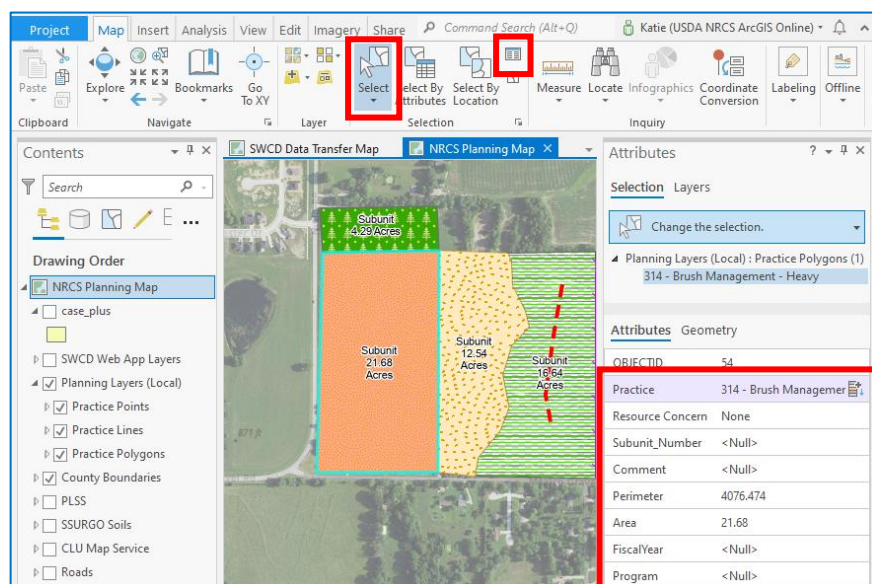 Project Map Insert Analysis View Edit Imagery Share Command Search (Alt+Q) Katie (USDA NRCS ArcGIS Online)
Paste Explore Bookmarks Go To XY Select Select By Attributes Select By Location Measure Locate Infographics Coordinate Conversion Labeling Offline
Clipboard Navigate Layer Selection Inquiry
Contents
Search
Drawing Order
NRCS Planning Map
case_plus
SWCD Web App Layers
Planning Layers (Local)
Practice Points
Practice Lines
Practice Polygons
County Boundaries
PLSS
SSURGO Soils
CLU Map Service
Roads
SWCD Data Transfer Map NRCS Planning Map
Subunit
4.29 Acres
Subunit
21.68
Acres
Subunit
12.54
Acres
Subunit
16.64
Acres
871 ft
Attributes
Selection Layers
Change the selection.
Planning Layers (Local) : Practice Polygons (1)
314 - Brush Management - Heavy
Attributes Geometry
OBJECTID 54
Practice 314 - Brush Managemer
Resource Concern None
Subunit_Number <Null>
Comment <Null>
Perimeter 4076.474
Area 21.68
FiscalYear <Null>
Program <Null>